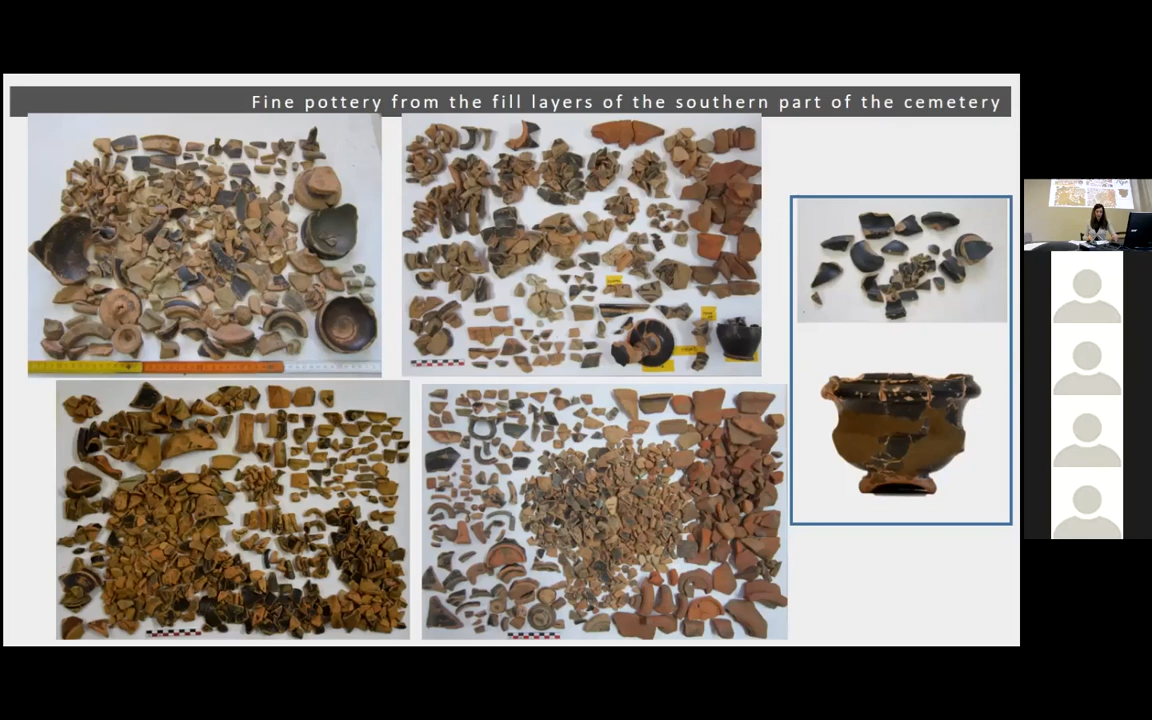 Fine pottery from the fill layers of the southern part of the cemetery